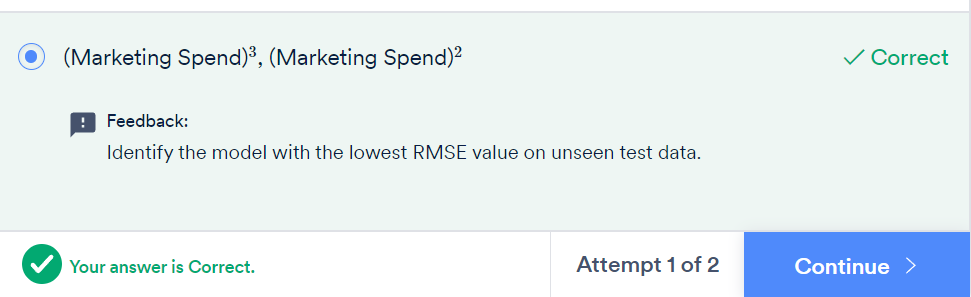 (Marketing Spend)³, (Marketing Spend)²
Correct
Feedback:
Identify the model with the lowest RMSE value on unseen test data.
Your answer is Correct.
Attempt 1 of 2
Continue